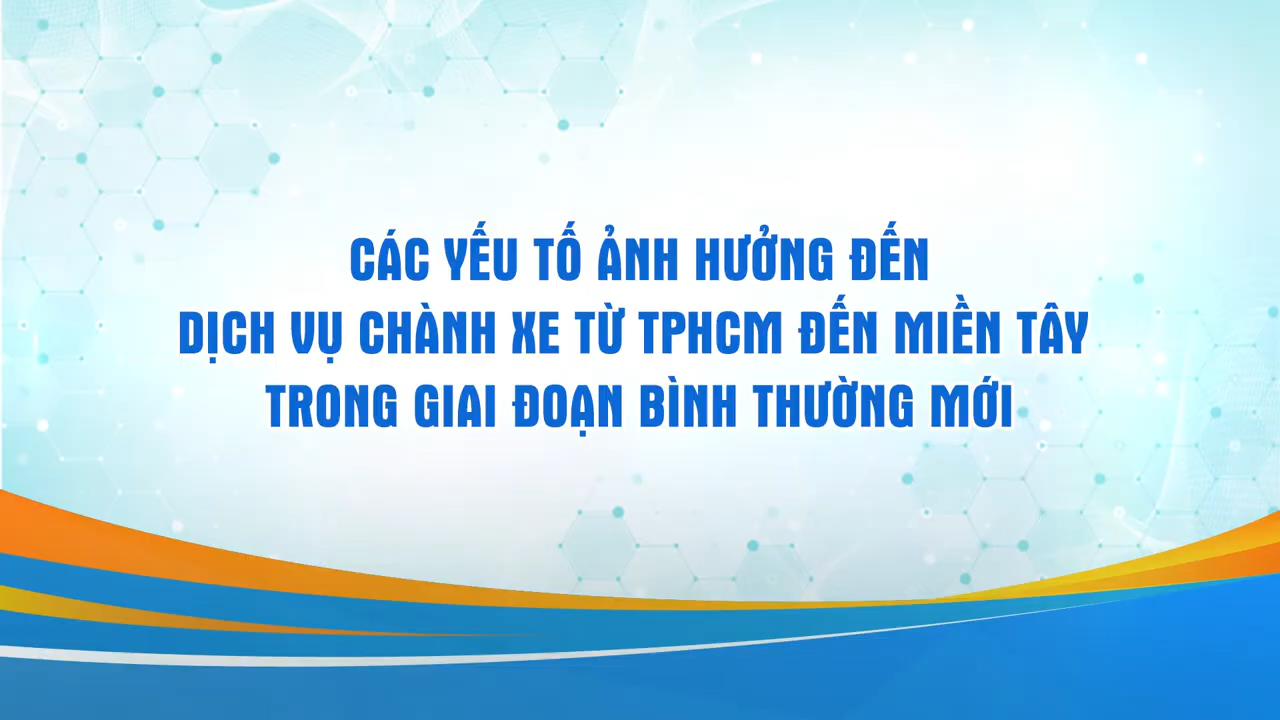 CÁC YẾU TỐ ẢNH HƯỞNG ĐẾN
DỊCH VỤ CHÀNH XE TỪ TPHCM ĐẾN MIỀN TÂY
TRONG GIAI ĐOẠN BÌNH THƯỜNG MỚI